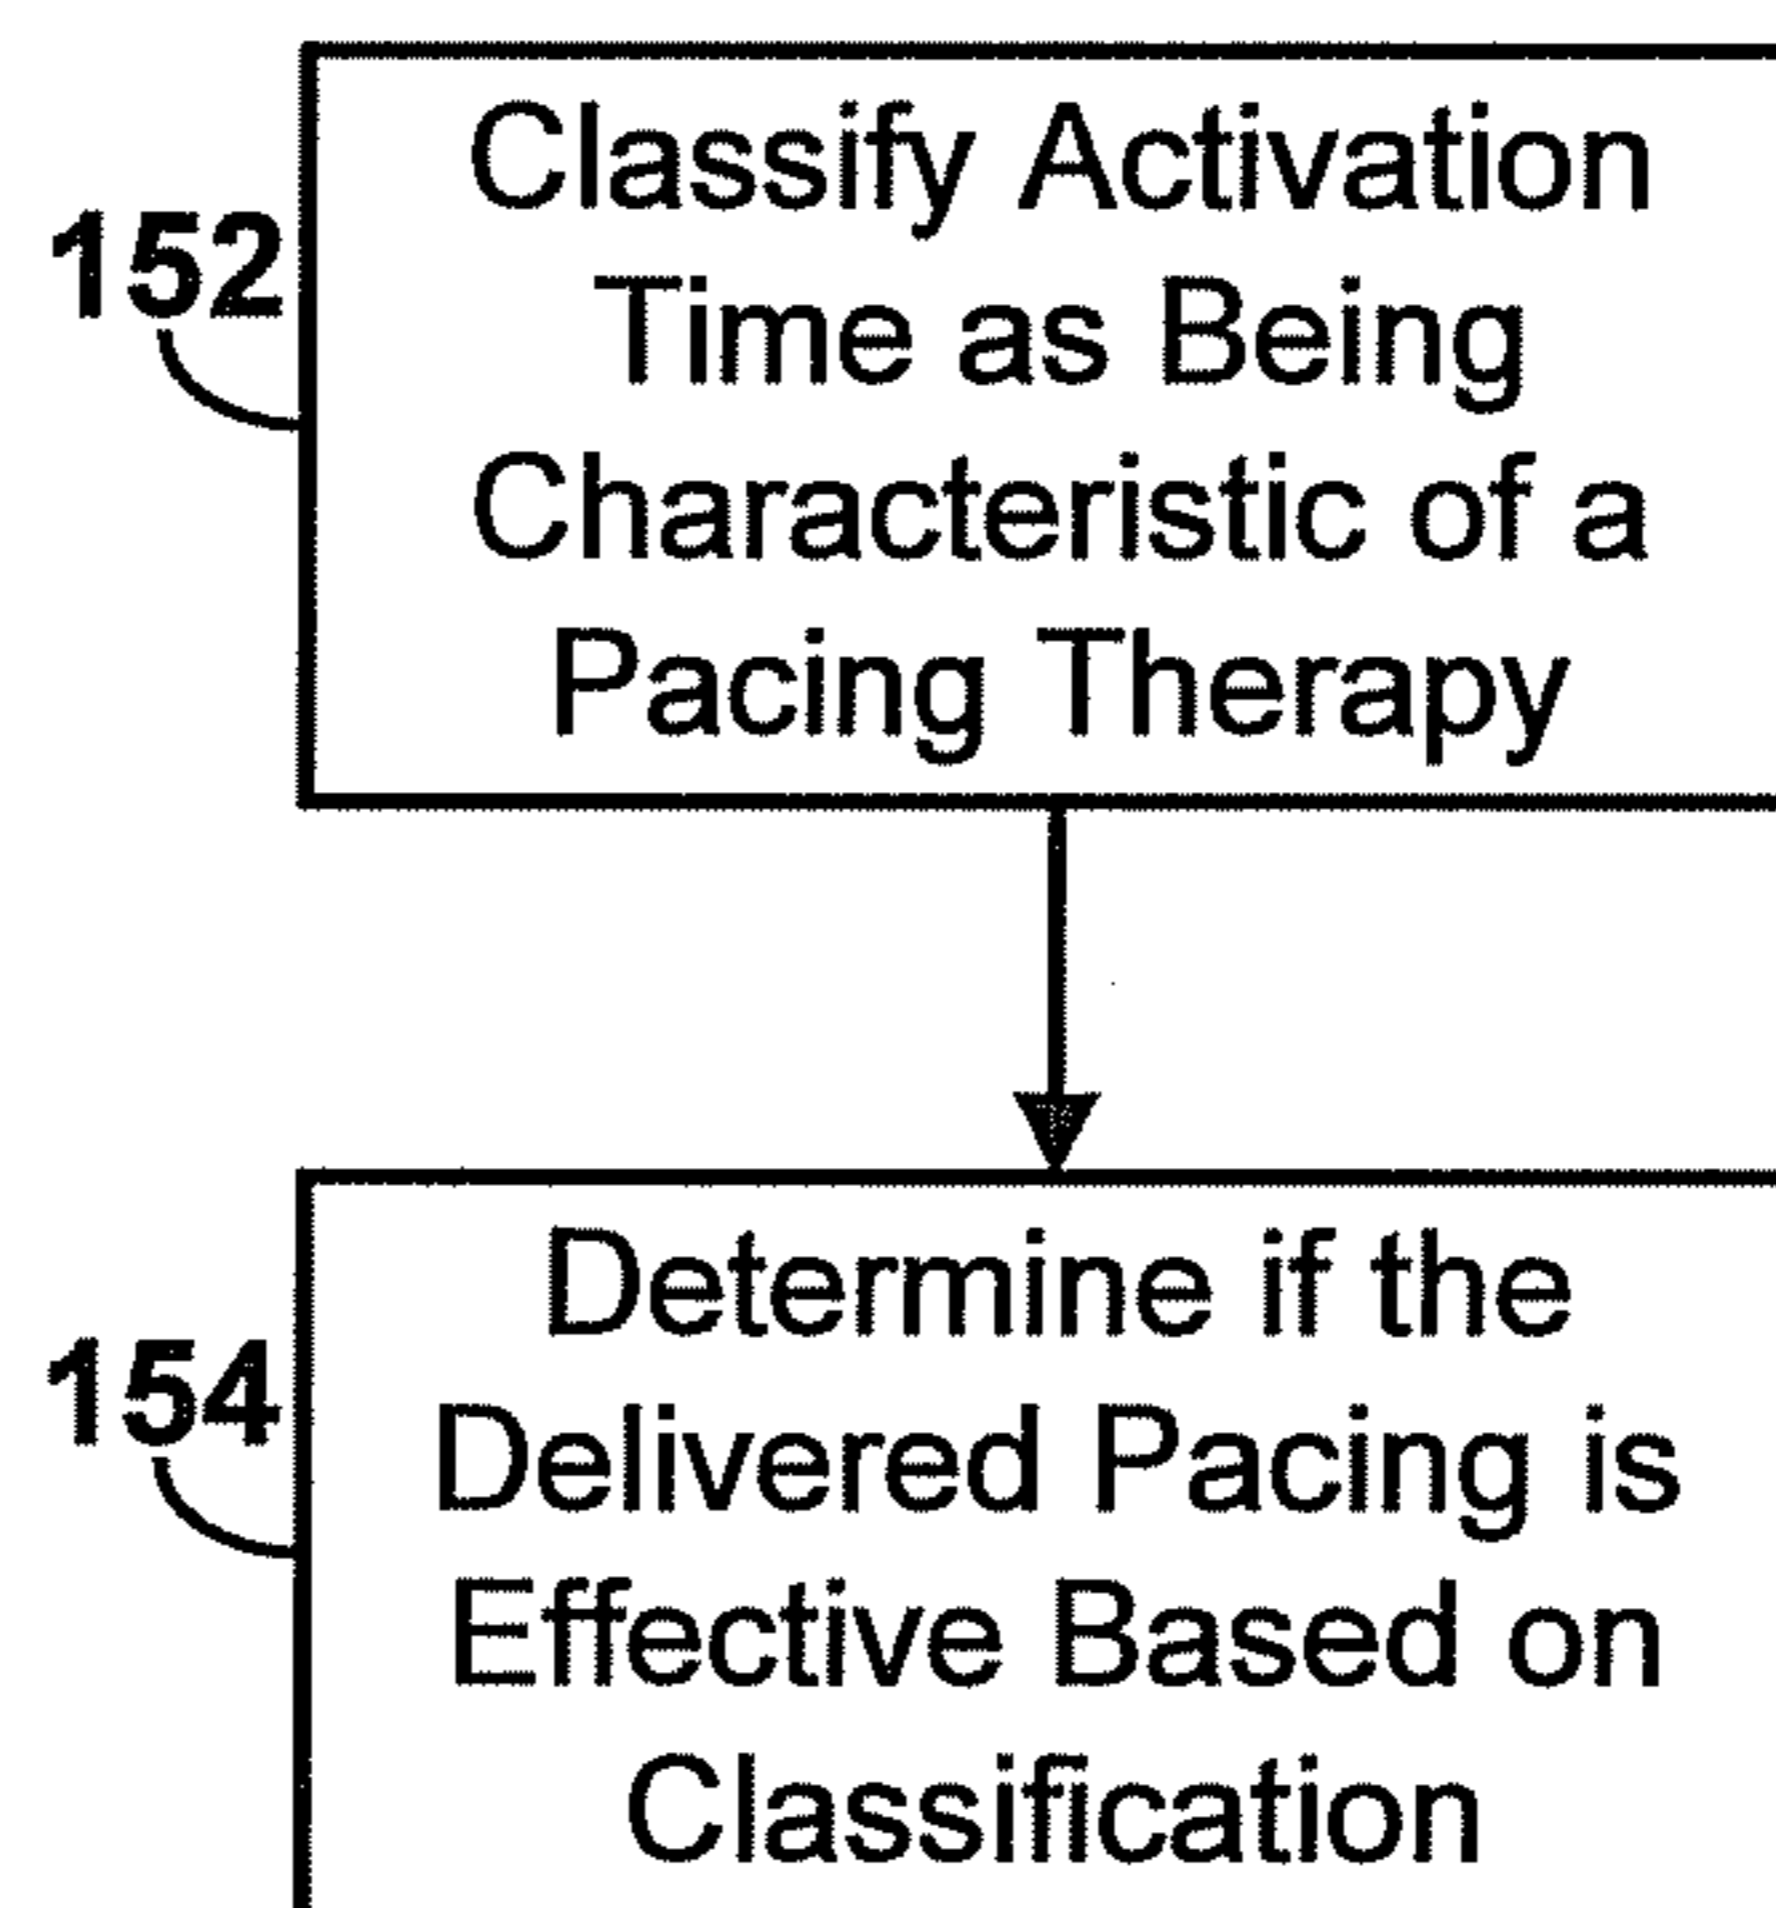 Classify Activation
152
Time as Being
Characteristic of a
Pacing Therapy
Determine if the
154
Delivered Pacing is
Effective Based on
Classification